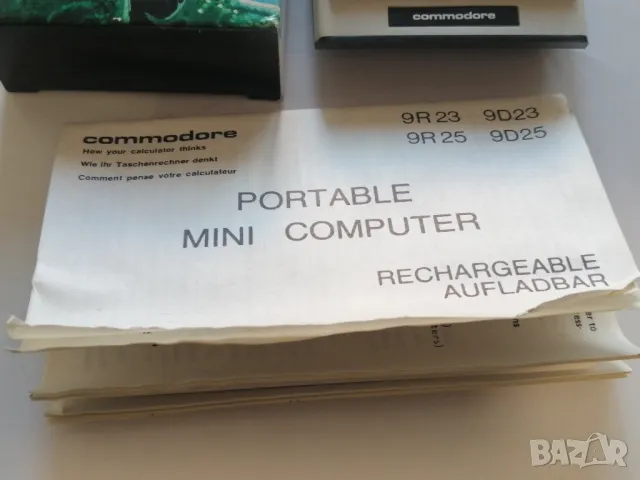 commodore
commodore
How your calculator thinks
Wie Ihr Taschenrechner denkt
Comment pense votre calculateur
9R23 9D23
9R25 9D25
PORTABLE
MINI COMPUTER
RECHARGEABLE
AUFLADBAR
BAZAR